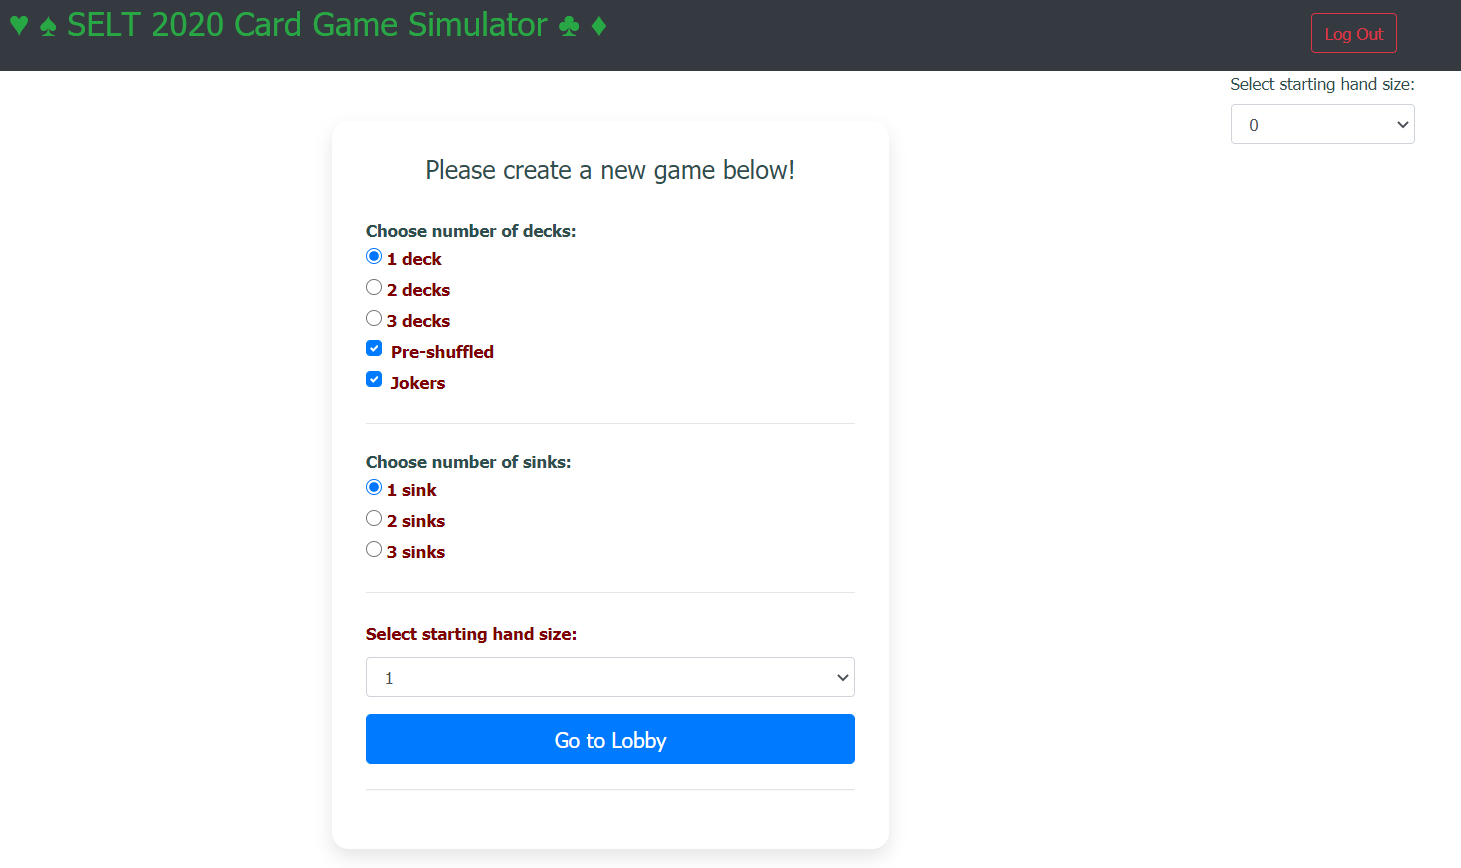 ♥ ♠ SELT 2020 Card Game Simulator ♣ ♦
Log Out
Select starting hand size:
0
Please create a new game below!
Choose number of decks:
1 deck
2 decks
3 decks
Pre-shuffled
Jokers
Choose number of sinks:
1 sink
2 sinks
3 sinks
Select starting hand size:
1
Go to Lobby